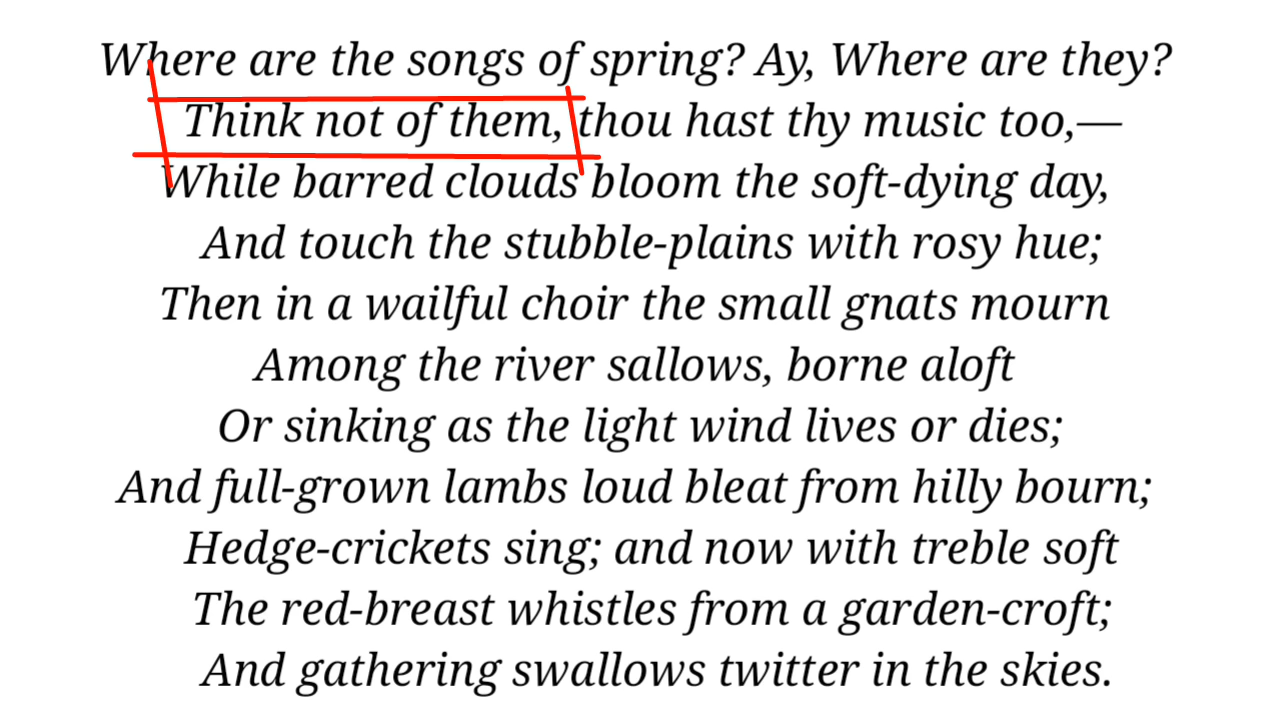 Where are the songs of spring? Ay, Where are they?
Think not of them, thou hast thy music too,—
While barred clouds bloom the soft-dying day,
And touch the stubble-plains with rosy hue;
Then in a wailful choir the small gnats mourn
Among the river sallows, borne aloft
Or sinking as the light wind lives or dies;
And full-grown lambs loud bleat from hilly bourn;
Hedge-crickets sing; and now with treble soft
The red-breast whistles from a garden-croft;
And gathering swallows twitter in the skies.